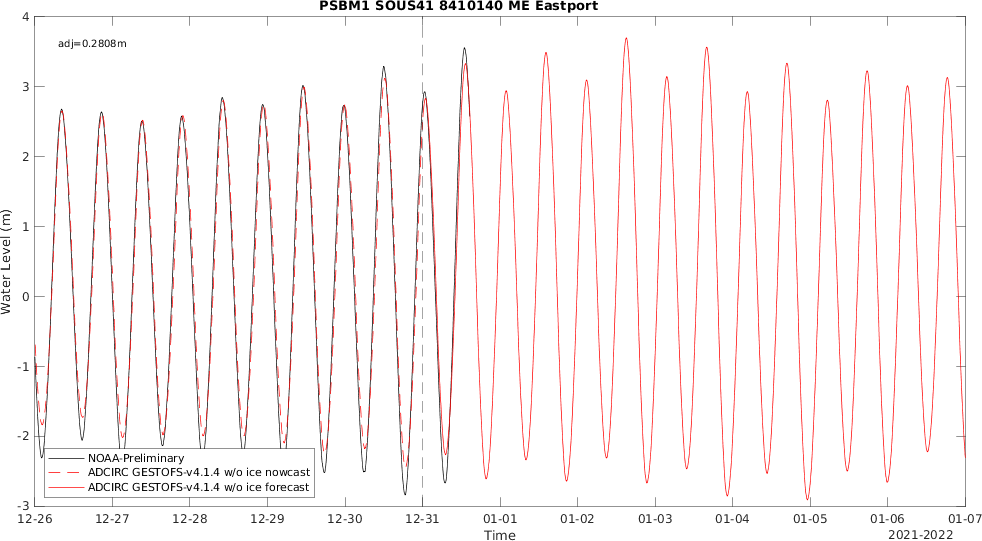 PSBM1 SOUS41 8410140 ME Eastport
adj=0.2808m
Water Level (m)
4
3
2
1
0
-1
-2
-3
NOAA-Preliminary
ADCIRC GESTOFS-v4.1.4 w/o ice nowcast
ADCIRC GESTOFS-v4.1.4 w/o ice forecast
12-26 12-27 12-28 12-29 12-30 12-31 01-01 01-02 01-03 01-04 01-05 01-06 01-07
Time
2021-2022